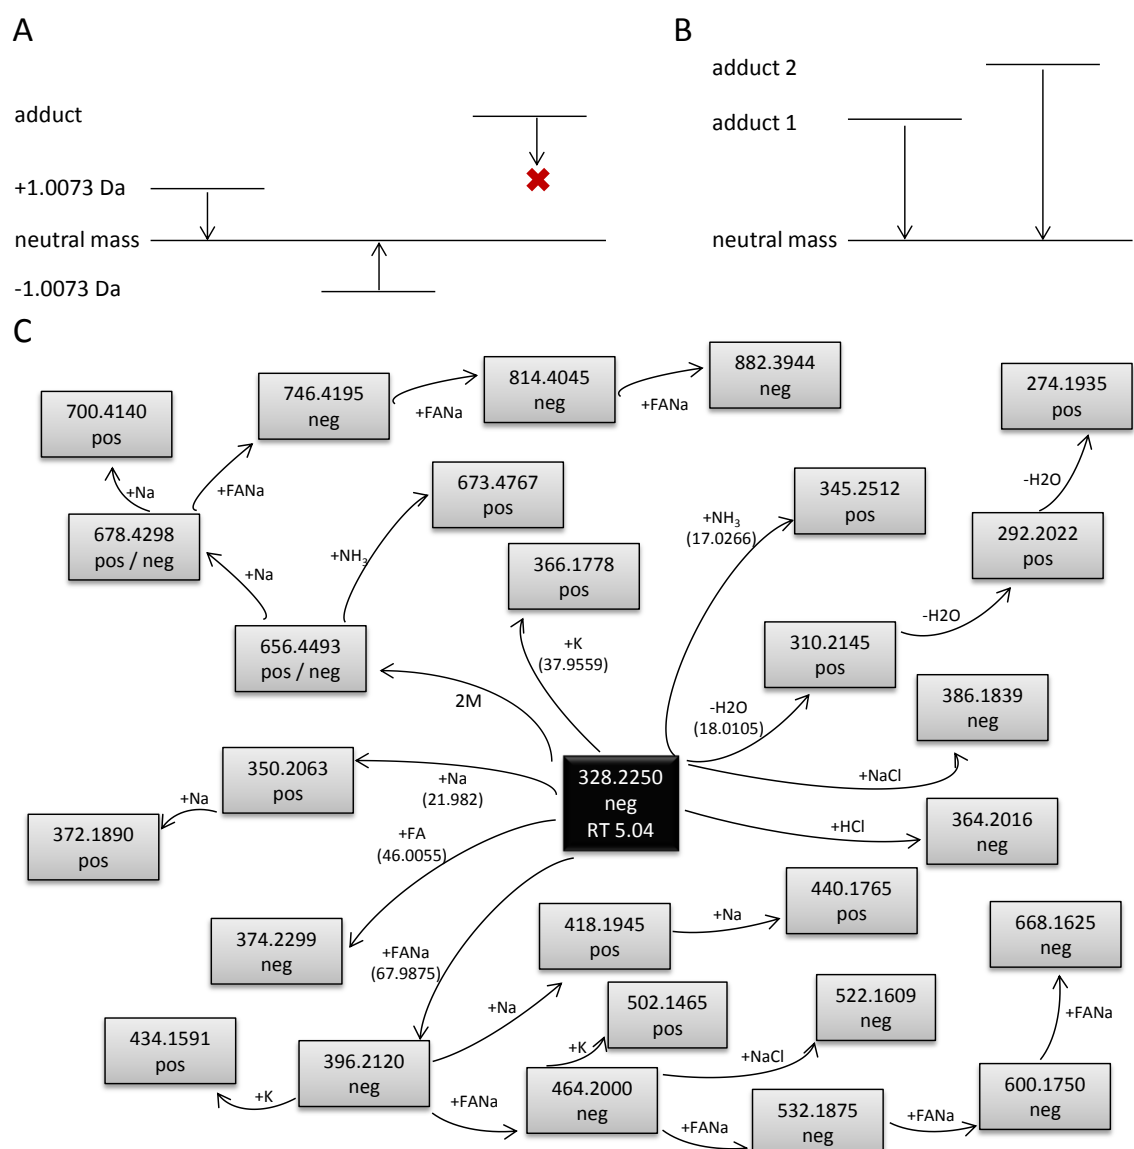 A
B
adduct 2
adduct
adduct 1
+1.0073 Da
neutral mass
neutral mass
-1.0073 Da
C
882.3944
neg
814.4045
neg
746.4195
neg
700.4140
pos
274.1935
pos
+FANa
+FANa
+FANa
+Na
673.4767
pos
345.2512
pos
-H2O
678.4298
pos / neg
+NH₃
(17.0266)
292.2022
pos
+NH₃
366.1778
pos
+Na
-H2O
656.4493
pos / neg
310.2145
pos
+K
(37.9559)
386.1839
neg
2M
-H2O
(18.0105)
350.2063
pos
328.2250
neg
RT 5.04
+Na
(21.982)
+NaCl
+Na
372.1890
pos
+FA
(46.0055)
+HCl
364.2016
neg
440.1765
pos
418.1945
pos
+Na
668.1625
neg
374.2299
neg
+FANa
(67.9875)
502.1465
pos
522.1609
neg
+Na
+FANa
434.1591
pos
396.2120
neg
+K
+NaCl
464.2000
neg
600.1750
neg
+K
+FANa
532.1875
neg
+FANa
+FANa